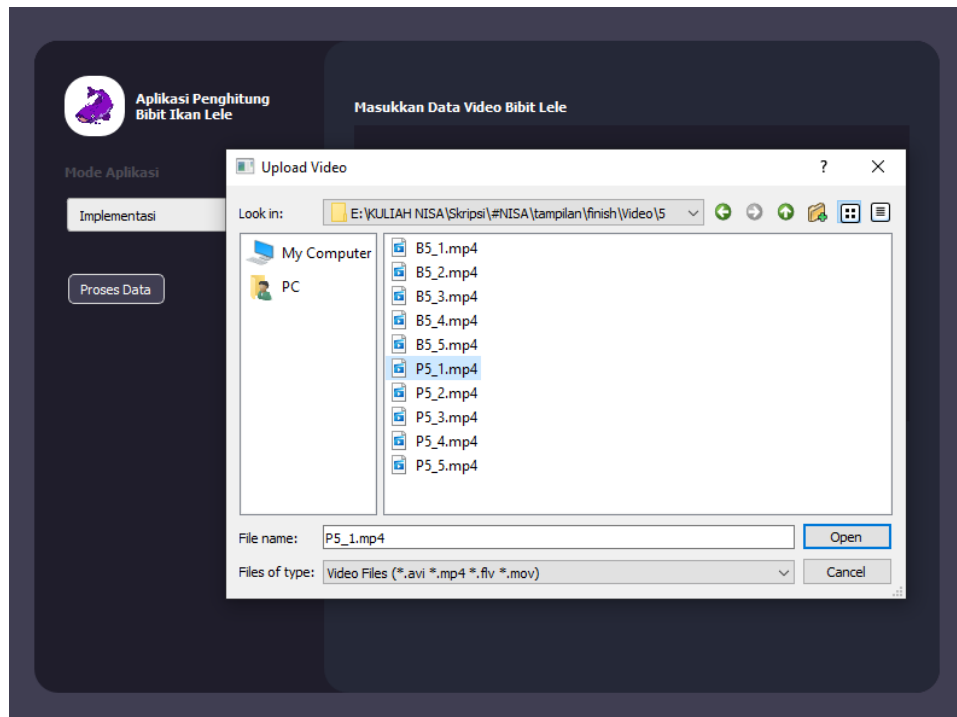 Aplikasi Penghitung
Bibit Ikan Lele
Masukkan Data Video Bibit Lele
Mode Aplikasi
Implementasi
Proses Data
Upload Video
?
Look in:
E:\KULIAH NISA\Skripsi\#NISA\tampilan\finish\Video\5
My Computer
PC
B5_1.mp4
B5_2.mp4
B5_3.mp4
B5_4.mp4
B5_5.mp4
P5_1.mp4
P5_2.mp4
P5_3.mp4
P5_4.mp4
P5_5.mp4
File name:
P5_1.mp4
Open
Files of type:
Video Files (*.avi *.mp4 *.flv *.mov)
Cancel